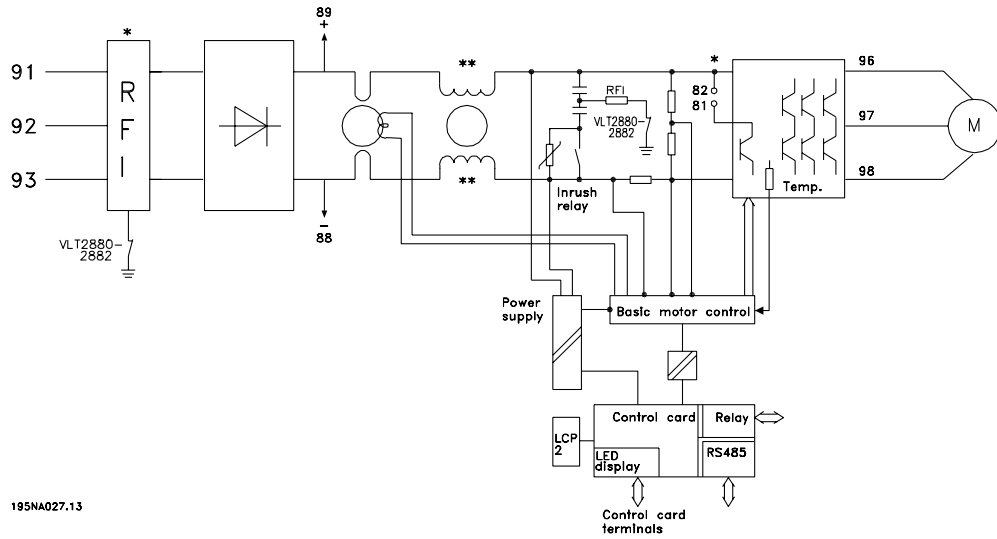 89
+
*
91
R
F
I
92
93
**
**
*
82
81
RFI
VLT2880-
2882
Inrush
relay
96
97
98
M
Temp.
VLT2880-
2882
-
88
Power
supply
Basic motor control
Control card
Relay
LCP
2
LED
display
RS485
Control card
terminals
195NA027.13